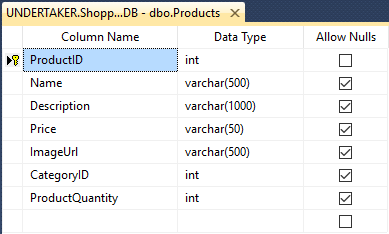 UNDERTAKER.Shopp...DB - dbo.Products
Column Name Data Type Allow Nulls
ProductID int
Name varchar(500)
Description varchar(1000)
Price varchar(50)
ImageUrl varchar(500)
CategoryID int
ProductQuantity int